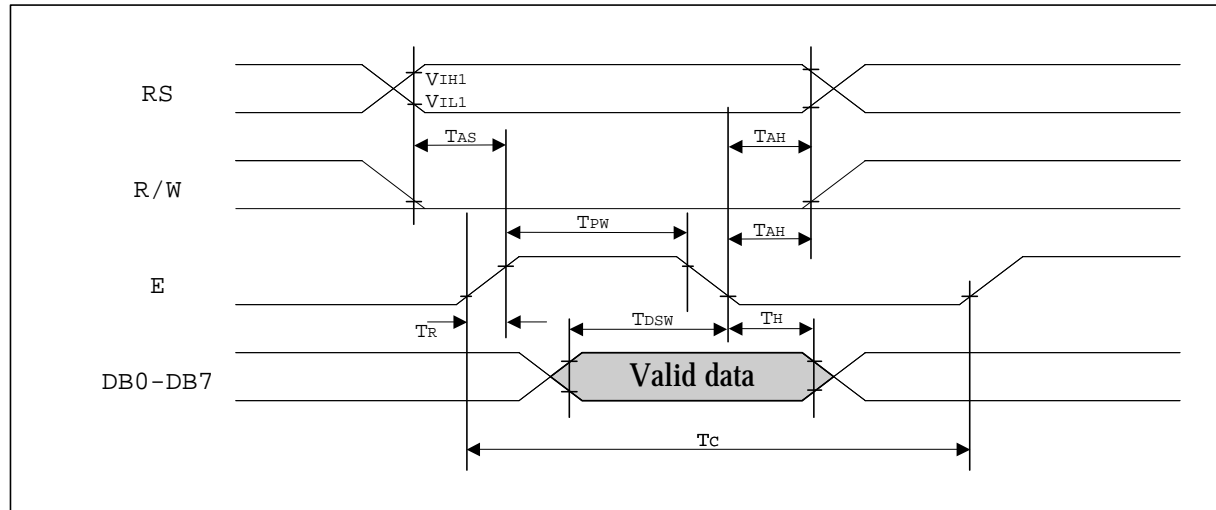 RS
VIH1
VIL1
TAS
TAH
R/W
TPW
TAH
E
TR
TDSW
TH
DB0-DB7
Valid data
TC